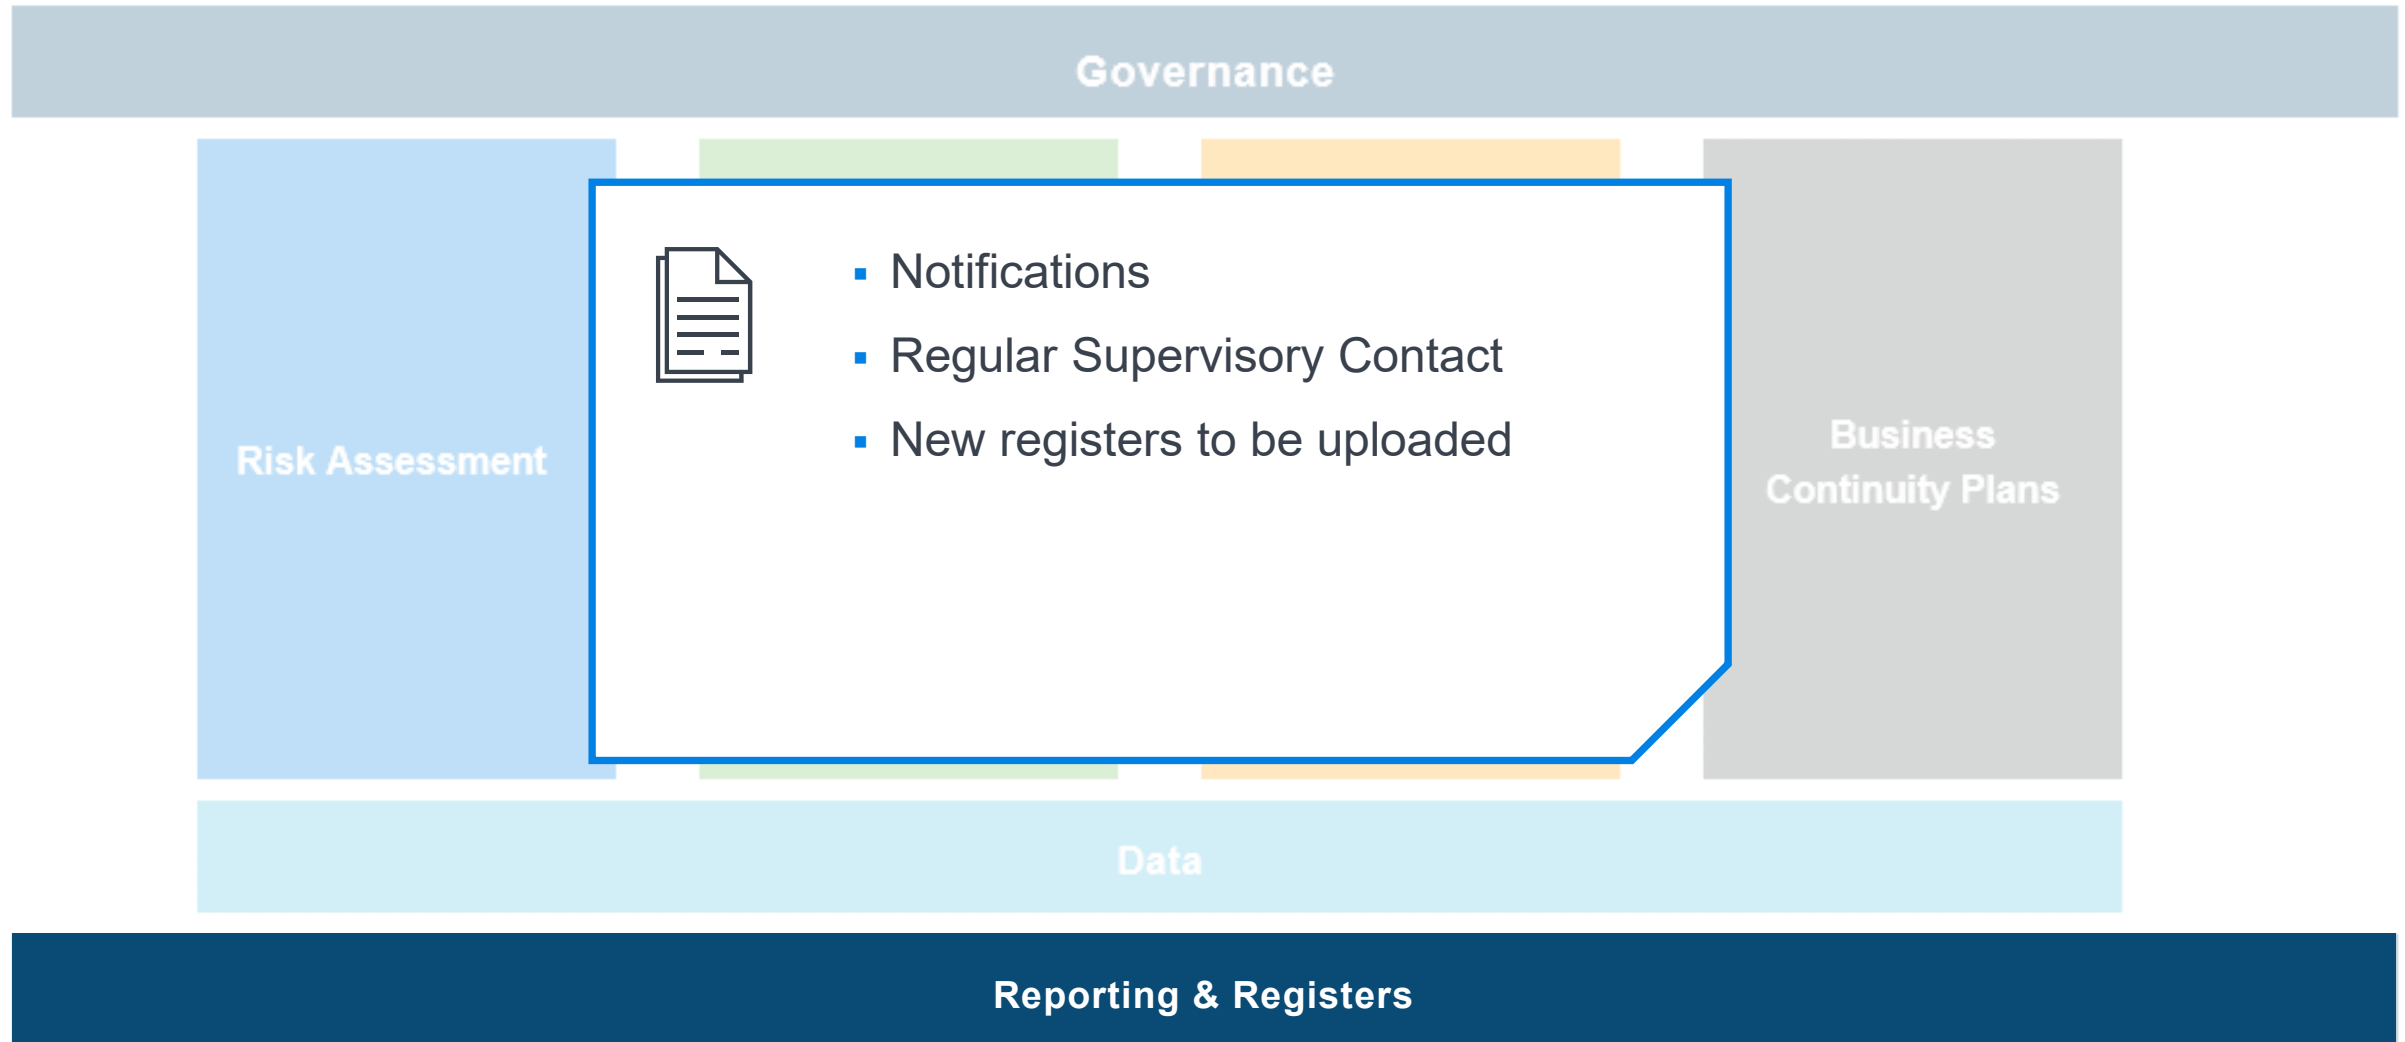 Governance
Notifications
Regular Supervisory Contact
New registers to be uploaded
Risk Assessment
Business
Continuity Plans
Data
Reporting & Registers